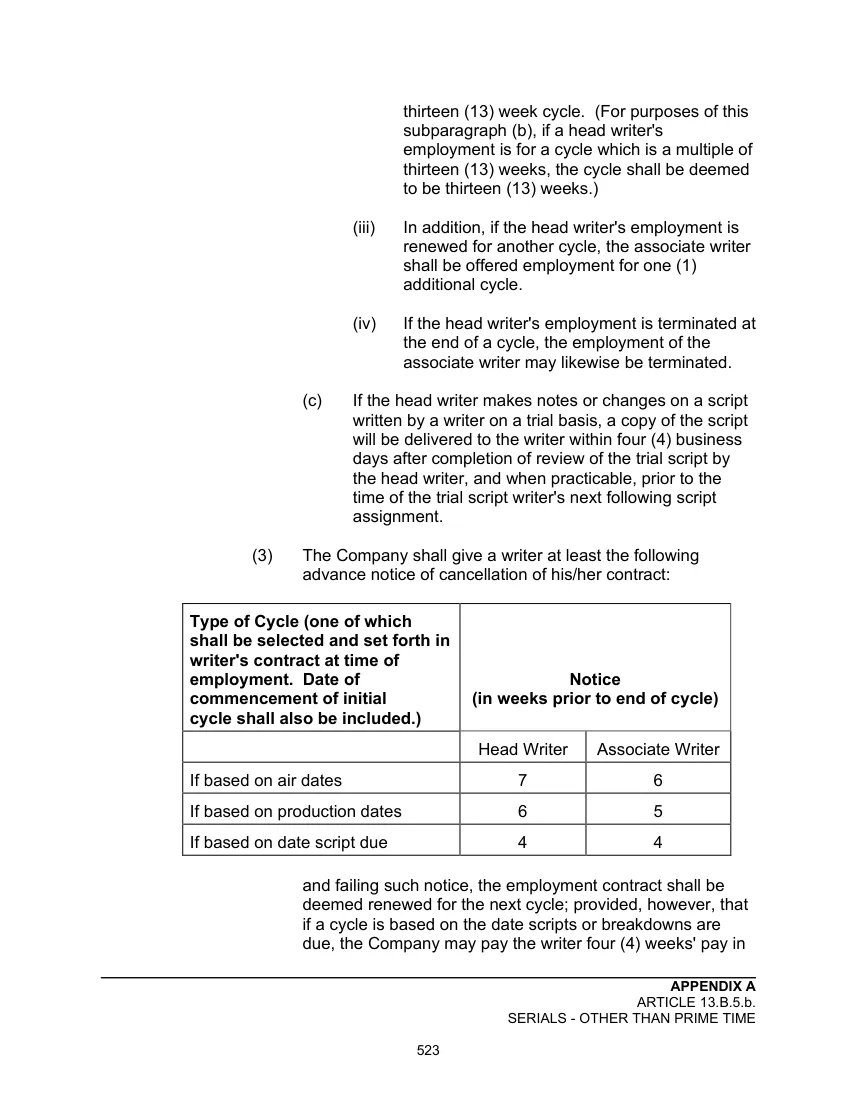 thirteen (13) week cycle.  (For purposes of this
subparagraph (b), if a head writer's
employment is for a cycle which is a multiple of
thirteen (13) weeks, the cycle shall be deemed
to be thirteen (13) weeks.)
(iii) In addition, if the head writer's employment is
renewed for another cycle, the associate writer
shall be offered employment for one (1)
additional cycle.
(iv) If the head writer's employment is terminated at
the end of a cycle, the employment of the
associate writer may likewise be terminated.
(c) If the head writer makes notes or changes on a script
written by a writer on a trial basis, a copy of the script
will be delivered to the writer within four (4) business
days after completion of review of the trial script by
the head writer, and when practicable, prior to the
time of the trial script writer's next following script
assignment.
(3) The Company shall give a writer at least the following
advance notice of cancellation of his/her contract:
Type of Cycle (one of which
shall be selected and set forth in
writer's contract at time of
employment.  Date of
commencement of initial
cycle shall also be included.)
Notice
(in weeks prior to end of cycle)
Head Writer Associate Writer
If based on air dates 7 6
If based on production dates 6 5
If based on date script due 4 4
and failing such notice, the employment contract shall be
deemed renewed for the next cycle; provided, however, that
if a cycle is based on the date scripts or breakdowns are
due, the Company may pay the writer four (4) weeks' pay in
APPENDIX A
ARTICLE 13.B.5.b.
SERIALS - OTHER THAN PRIME TIME
523